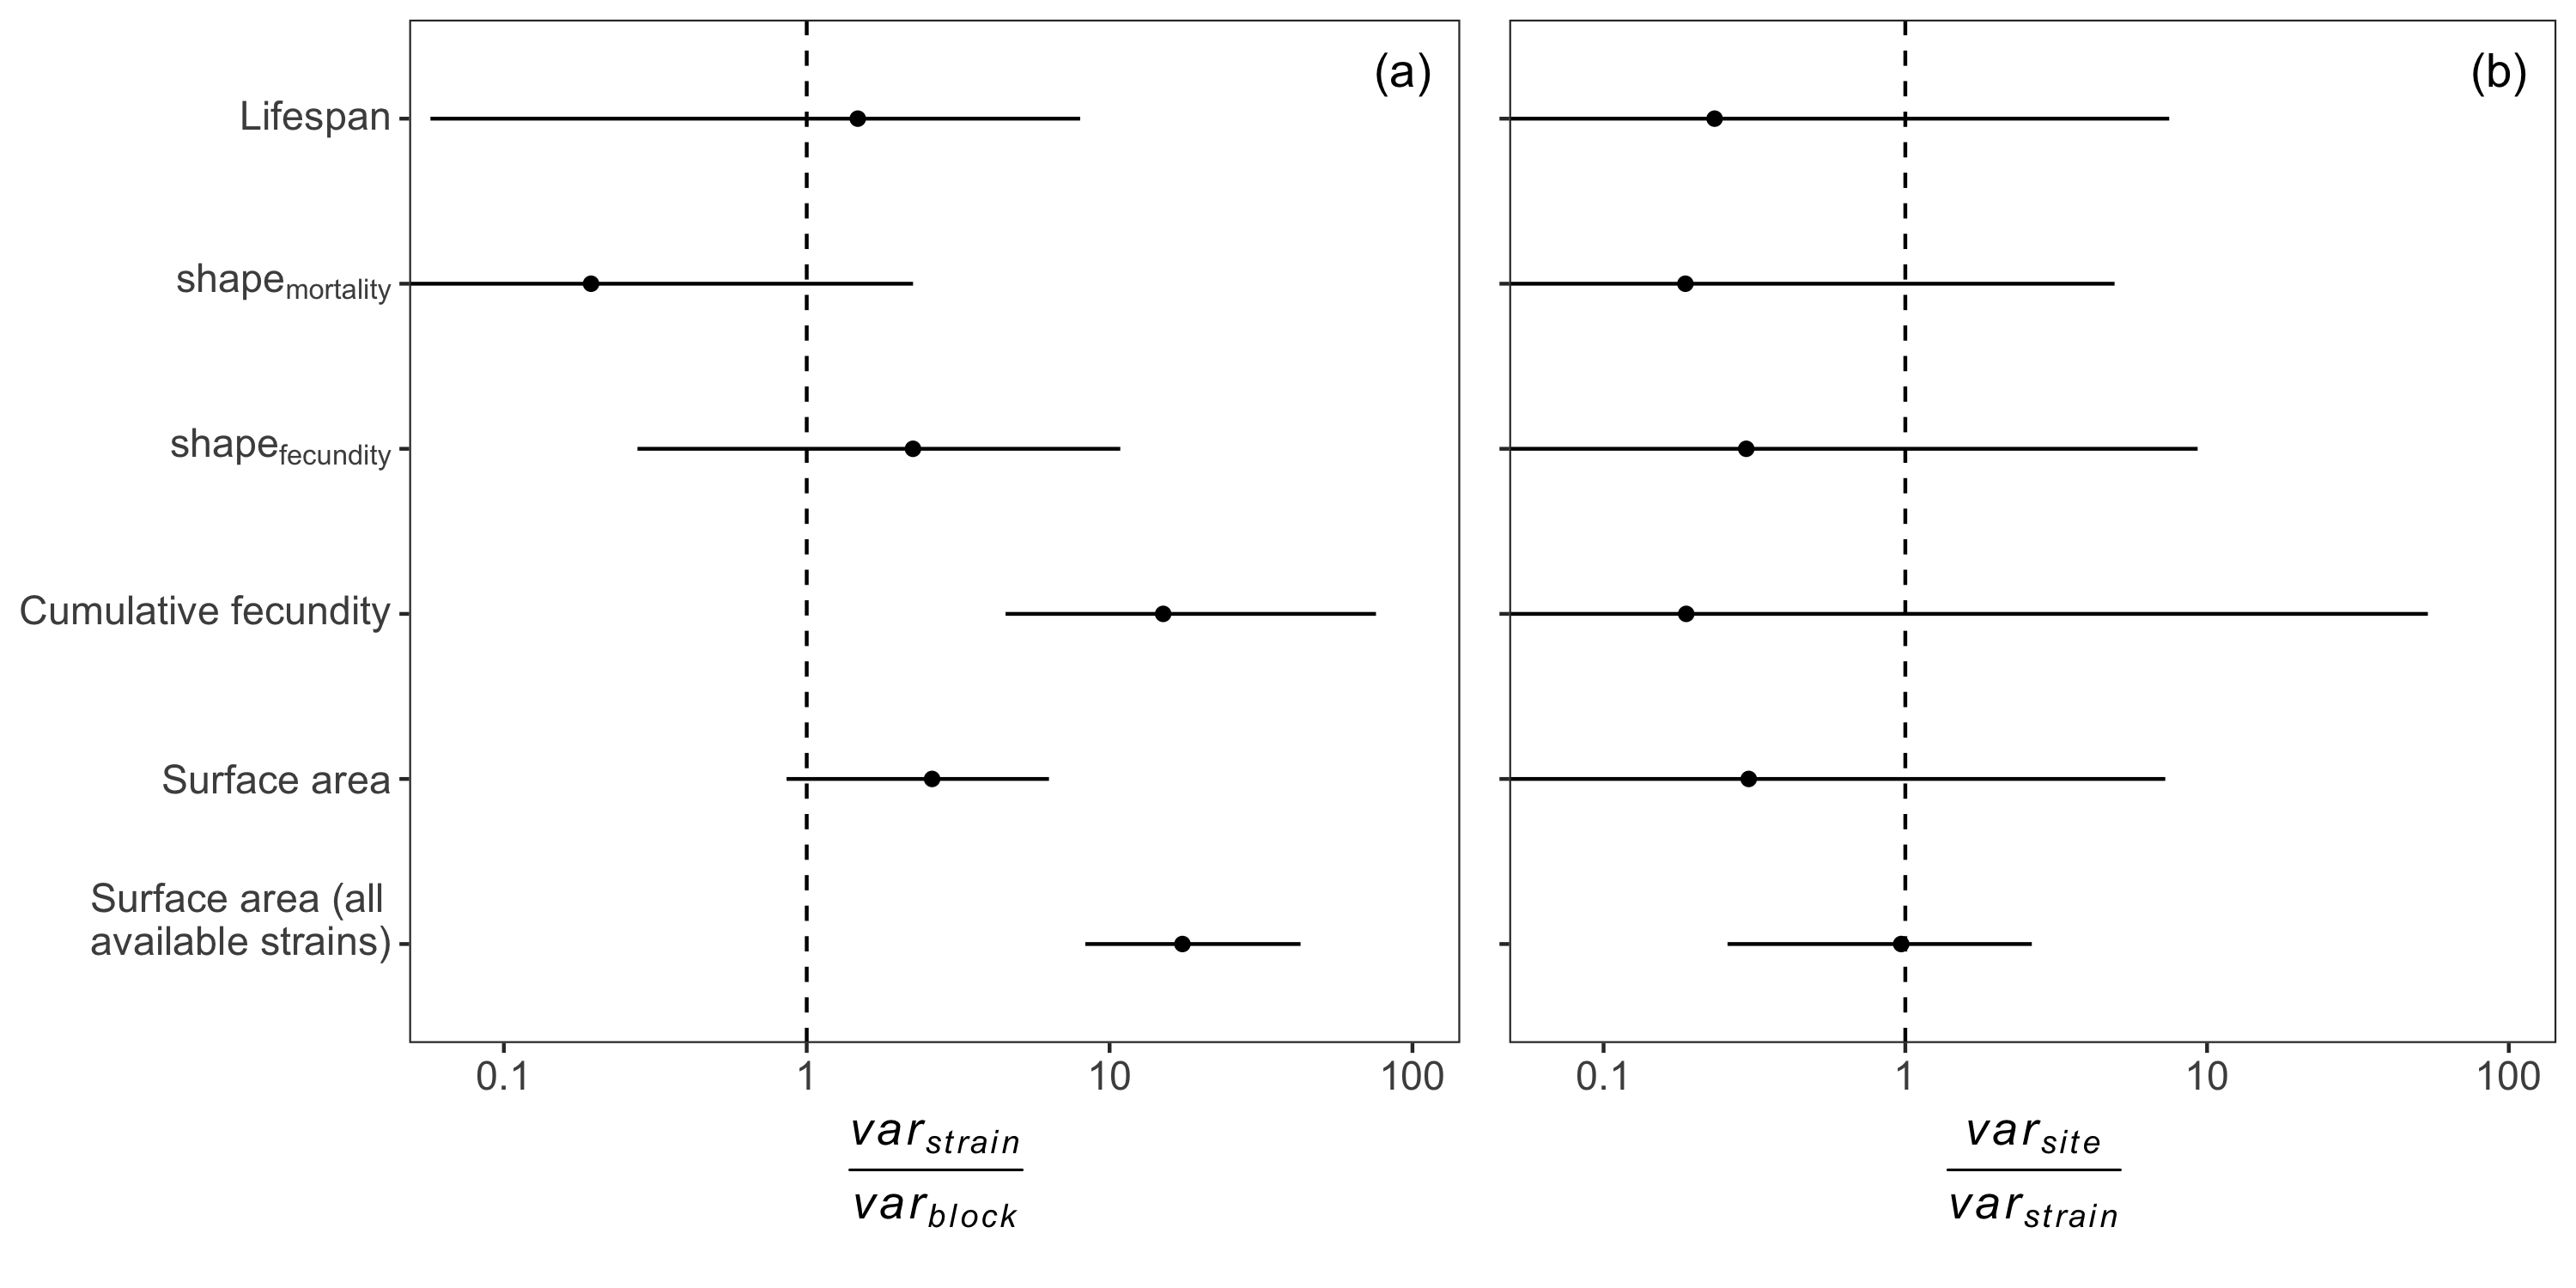 (a)
(b)
Lifespan
shapemortality
shapefecundity
Cumulative fecundity
Surface area
Surface area (all
available strains)
0.1 1 10 100
0.1 1 10 100
varstrain
varblock
varsite
varstrain